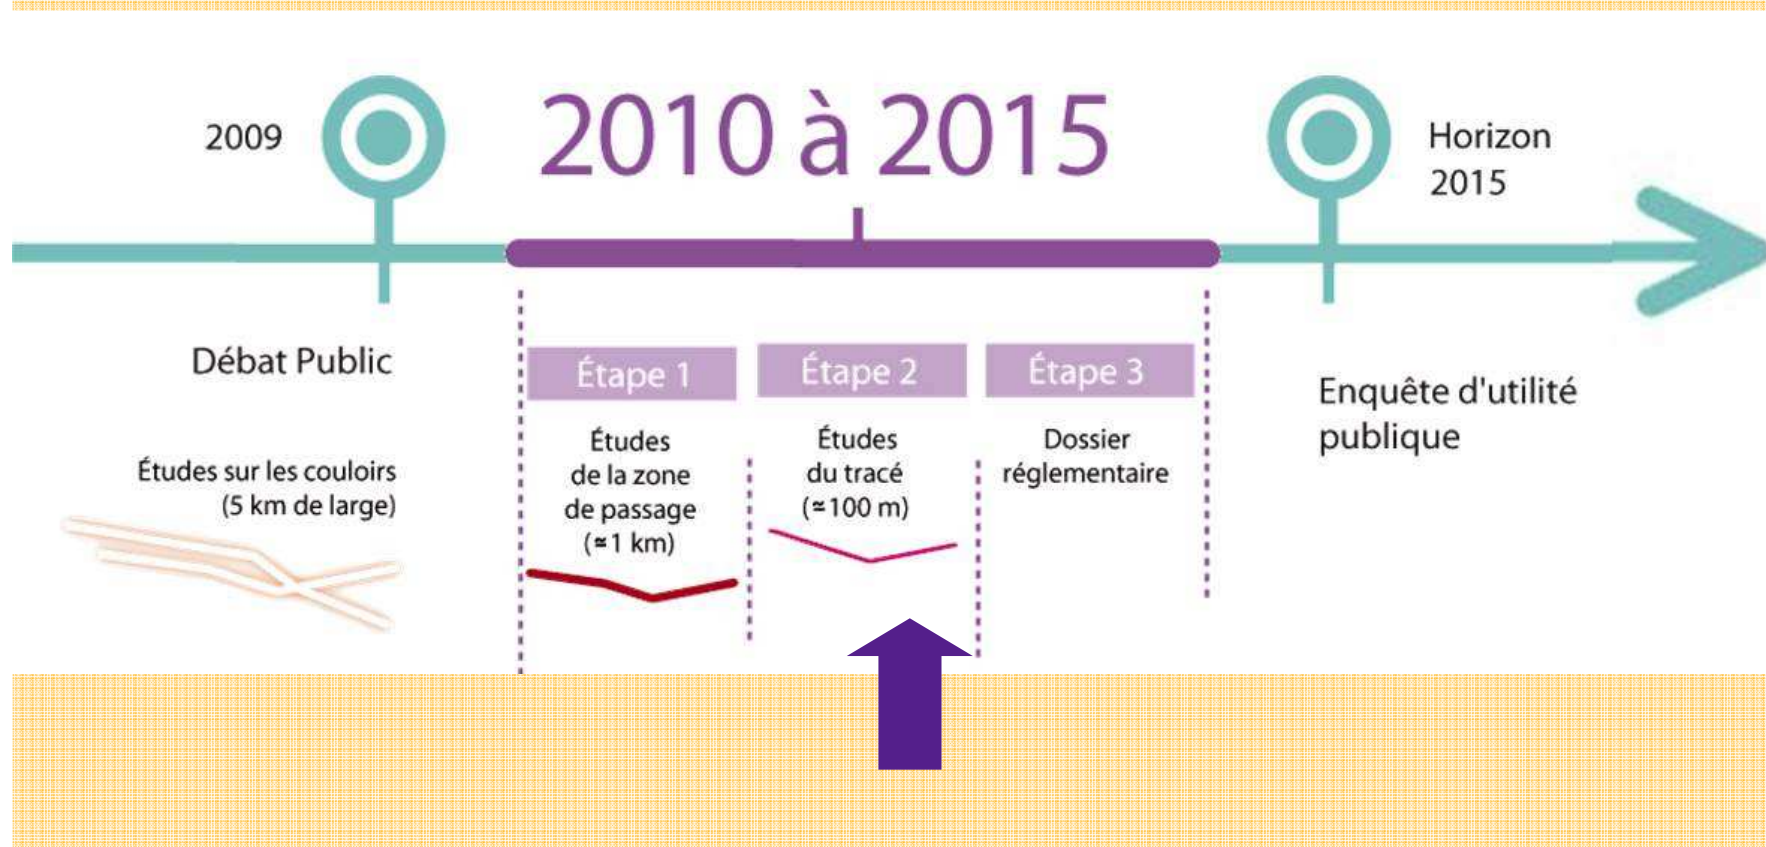 2009
2010 à 2015
Horizon
2015
Débat Public
Études sur les couloirs
(5 km de large)
Étape 1
Études
de la zone
de passage
(≃1 km)
Étape 2
Études
du tracé
(≃100 m)
Étape 3
Dossier
réglementaire
Enquête d'utilité
publique